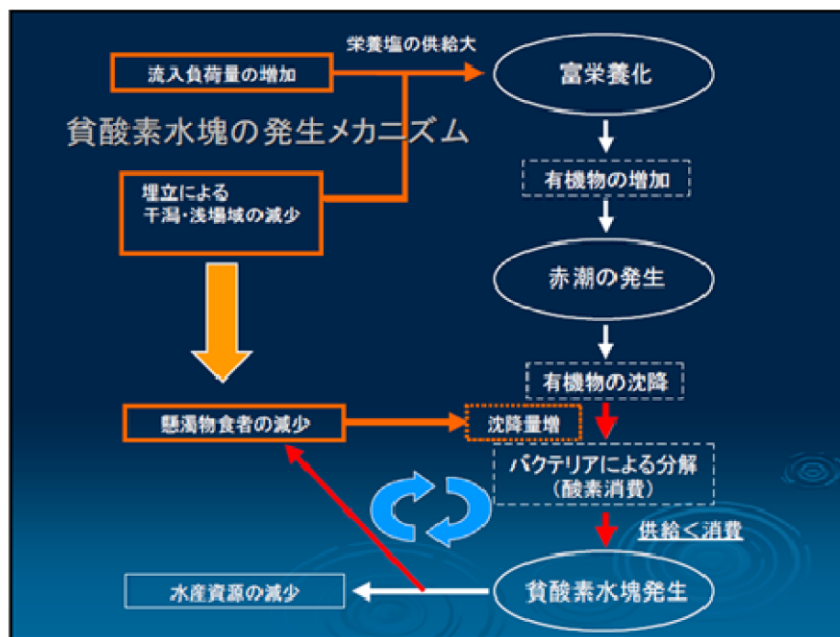 栄養塩の供給大
流入負荷量の増加
富栄養化
貧酸素水塊の発生メカニズム
有機物の増加
埋立による
干潟・浅場域の減少
赤潮の発生
有機物の沈降
懸濁物食者の減少
沈降量増
バクテリアによる分解
（酸素消費）
供給＜消費
水産資源の減少
貧酸素水塊発生